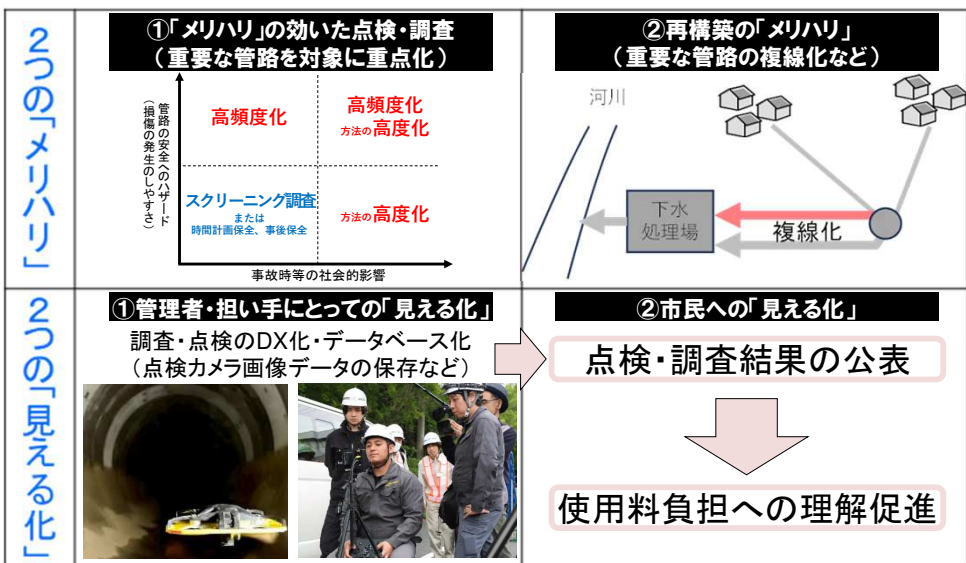 2つの「メリハリ」
①「メリハリ」の効いた点検・調査
（重要な管路を対象に重点化）
管路の安全へのハザード
（損傷の発生のしやすさ）
高頻度化
高頻度化
方法の高度化
スクリーニング調査
または
時間計画保全、事後保全
方法の高度化
事故時等の社会的影響
②再構築の「メリハリ」
（重要な管路の複線化など）
河川
下水
処理場
複線化
2つの「見える化」
①管理者・担い手にとっての「見える化」
調査・点検のDX化・データベース化
（点検カメラ画像データの保存など）
②市民への「見える化」
点検・調査結果の公表
使用料負担への理解促進